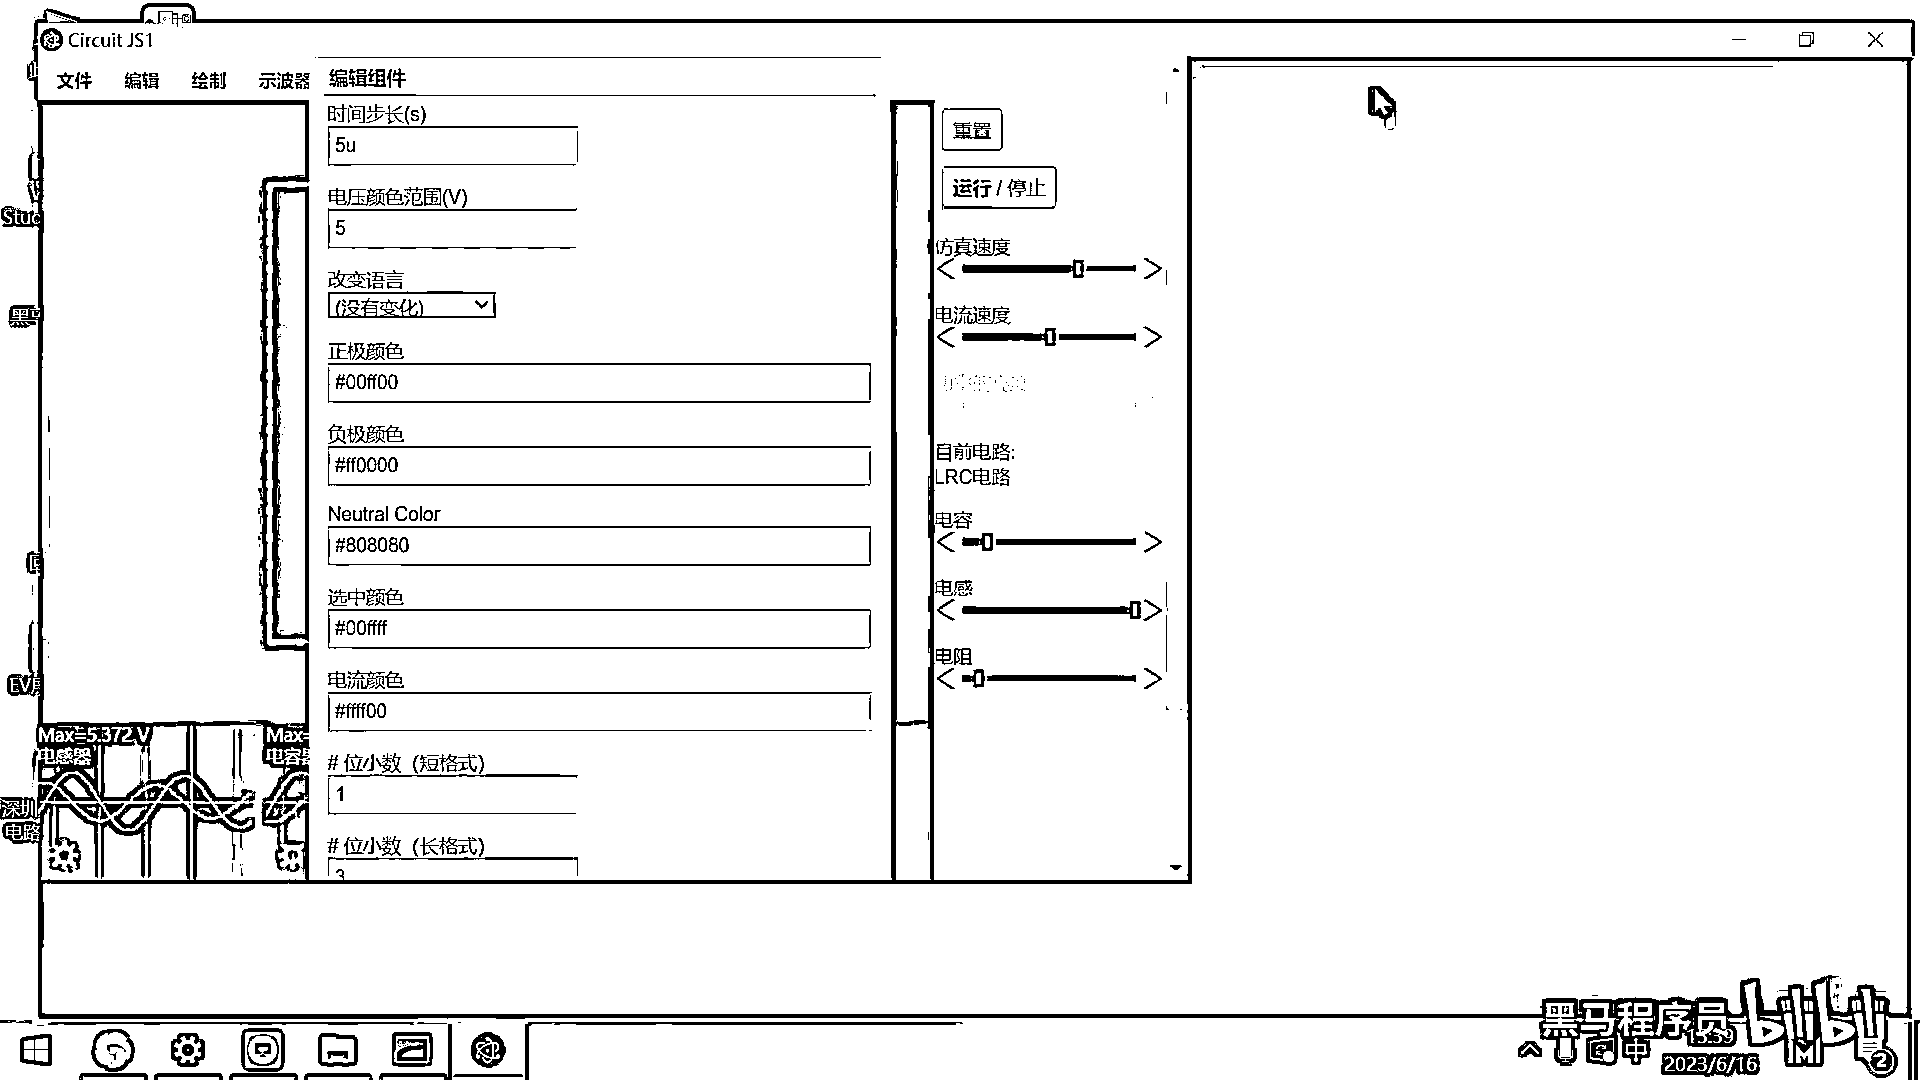 Circuit JS1
文件 编辑 绘制 示波器
编辑组件
时间步长(s)
5u
电压颜色范围(V)
5
改变语言
(没有变化)
正极颜色
#00ff00
负极颜色
#ff0000
Neutral Color
#808080
选中颜色
#00ffff
电流颜色
#ffff00
# 位小数（短格式）
1
# 位小数（长格式）
3
重置
运行 / 停止
仿真速度
电流速度
目前电路:
LRC电路
电容
电感
电阻
Max=5.372 V
电感器
Max=
电容器
深圳
电路
黑马程序员
bilibili
中
15:39
2023/6/16
2